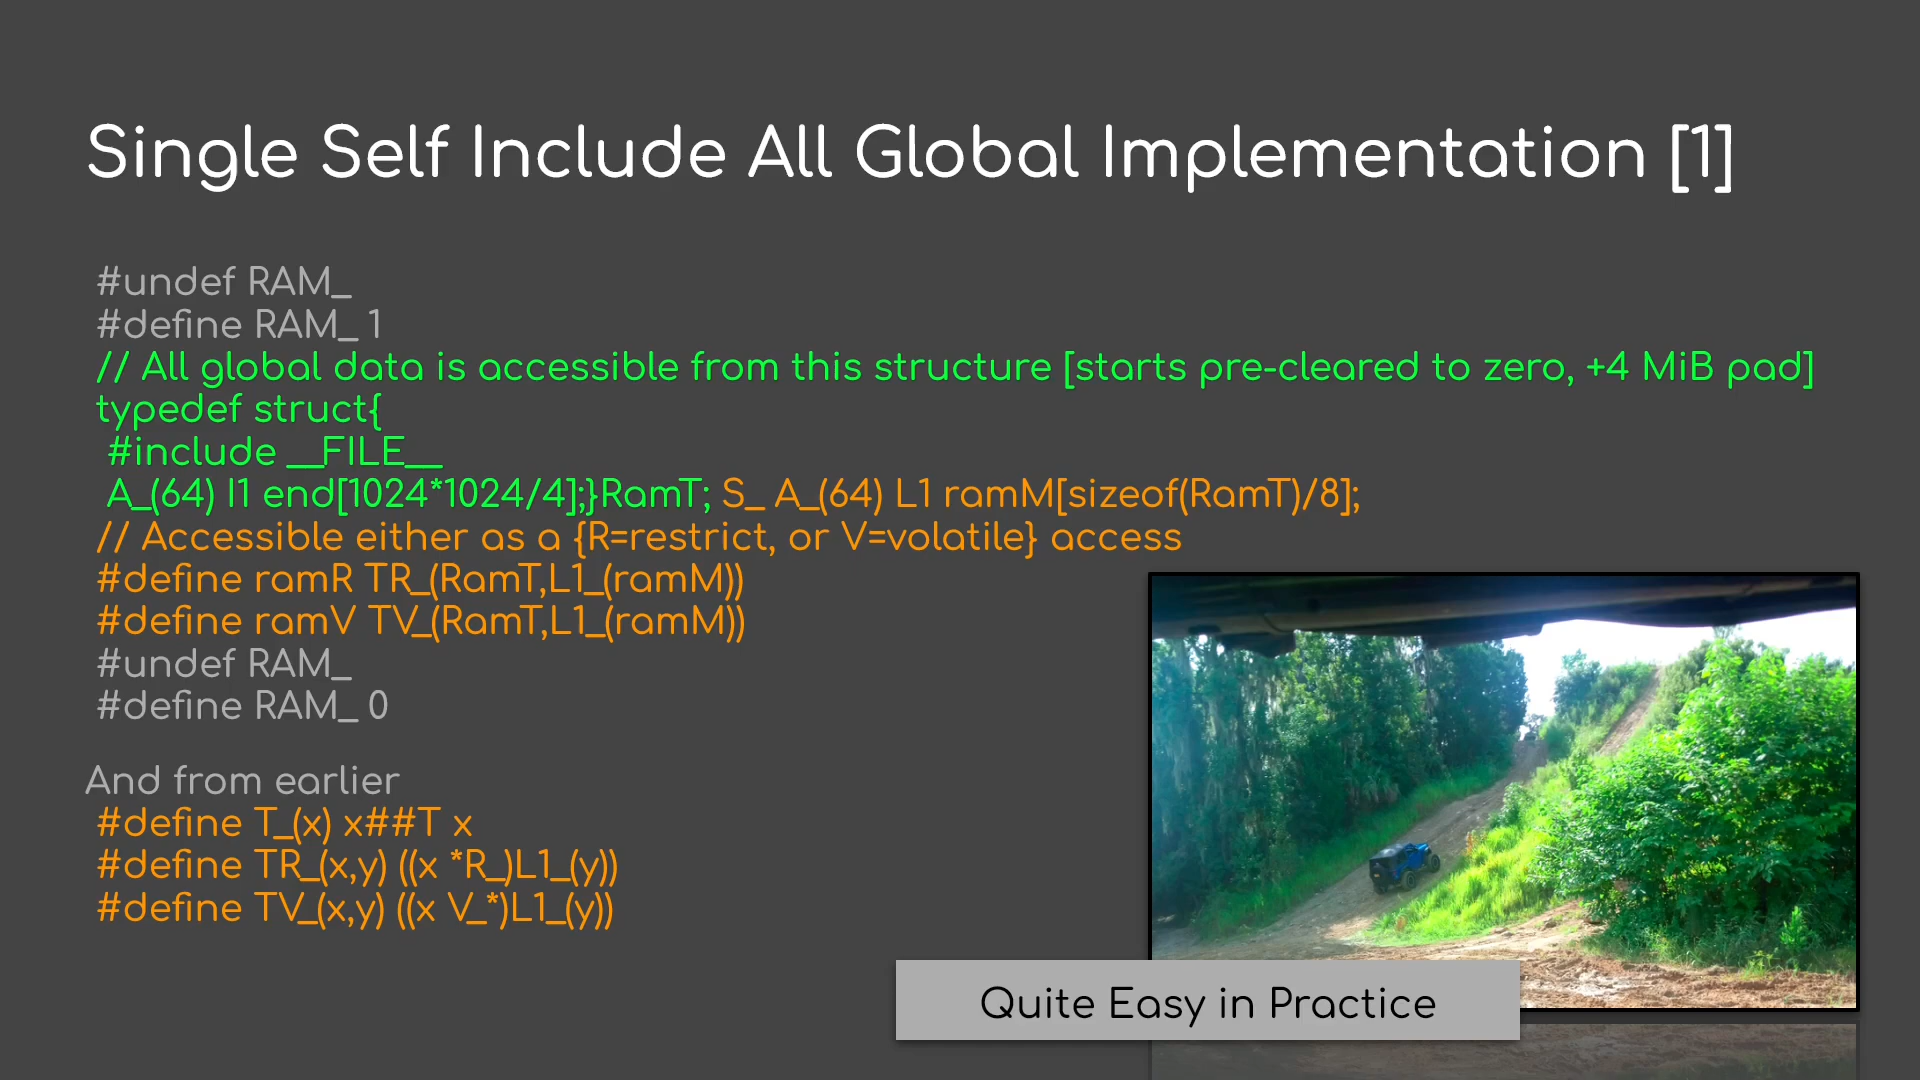 Single Self Include All Global Implementation [1]
#undef RAM_
#define RAM_ 1
// All global data is accessible from this structure [starts pre-cleared to zero, +4 MiB pad]
typedef struct{
#include __FILE__
A_(64) I1 end[1024*1024/4];}RamT; S_ A_(64) L1 ramM[sizeof(RamT)/8];
// Accessible either as a {R=restrict, or V=volatile} access
#define ramR TR_(RamT,L1_(ramM))
#define ramV TV_(RamT,L1_(ramM))
#undef RAM_
#define RAM_ 0
And from earlier
#define T_(x) x##T x
#define TR_(x,y) ((x *R_)L1_(y))
#define TV_(x,y) ((x V_*)L1_(y))
Quite Easy in Practice